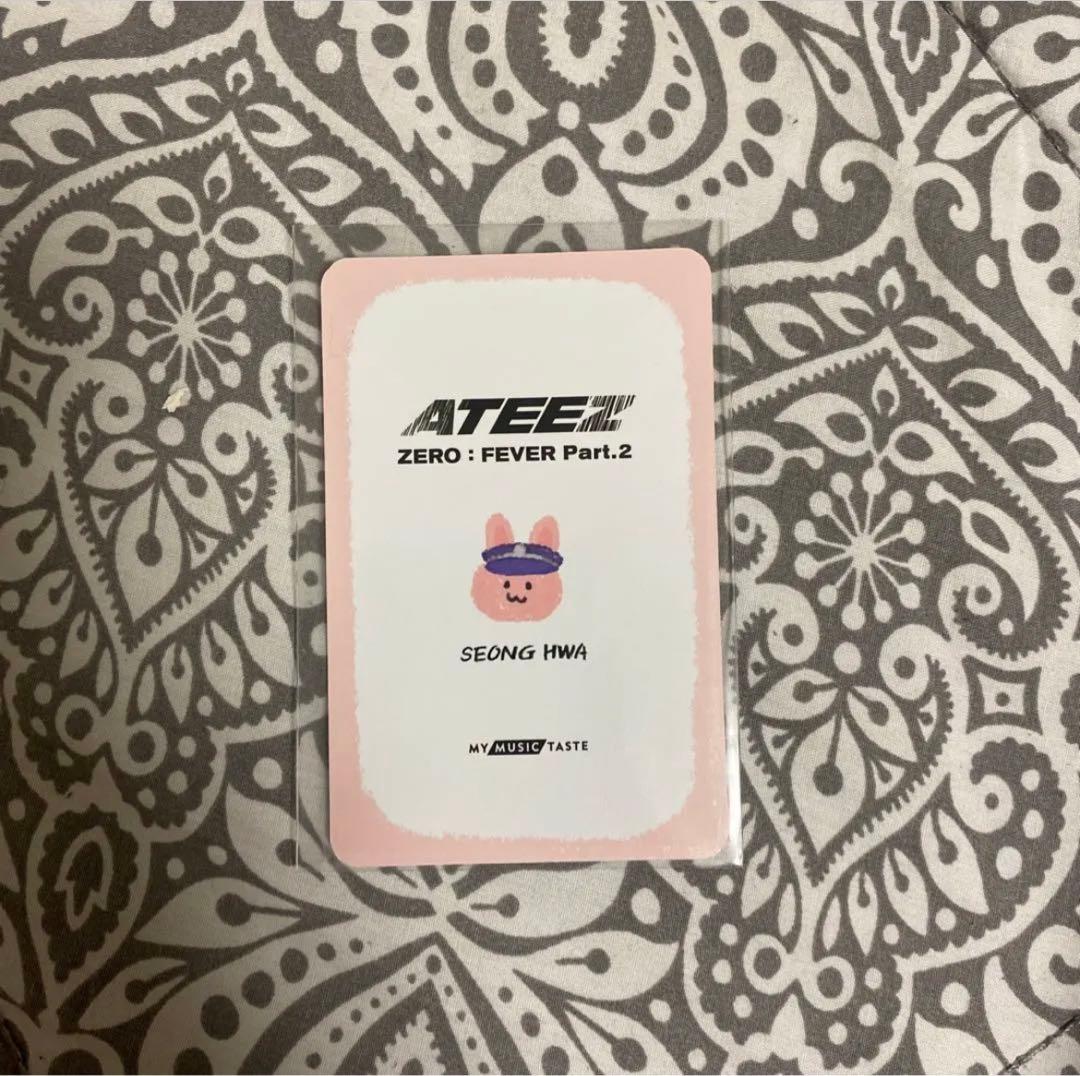 ATEEZ
ZERO : FEVER Part.2
SEONG HWA
MY MUSIC TASTE